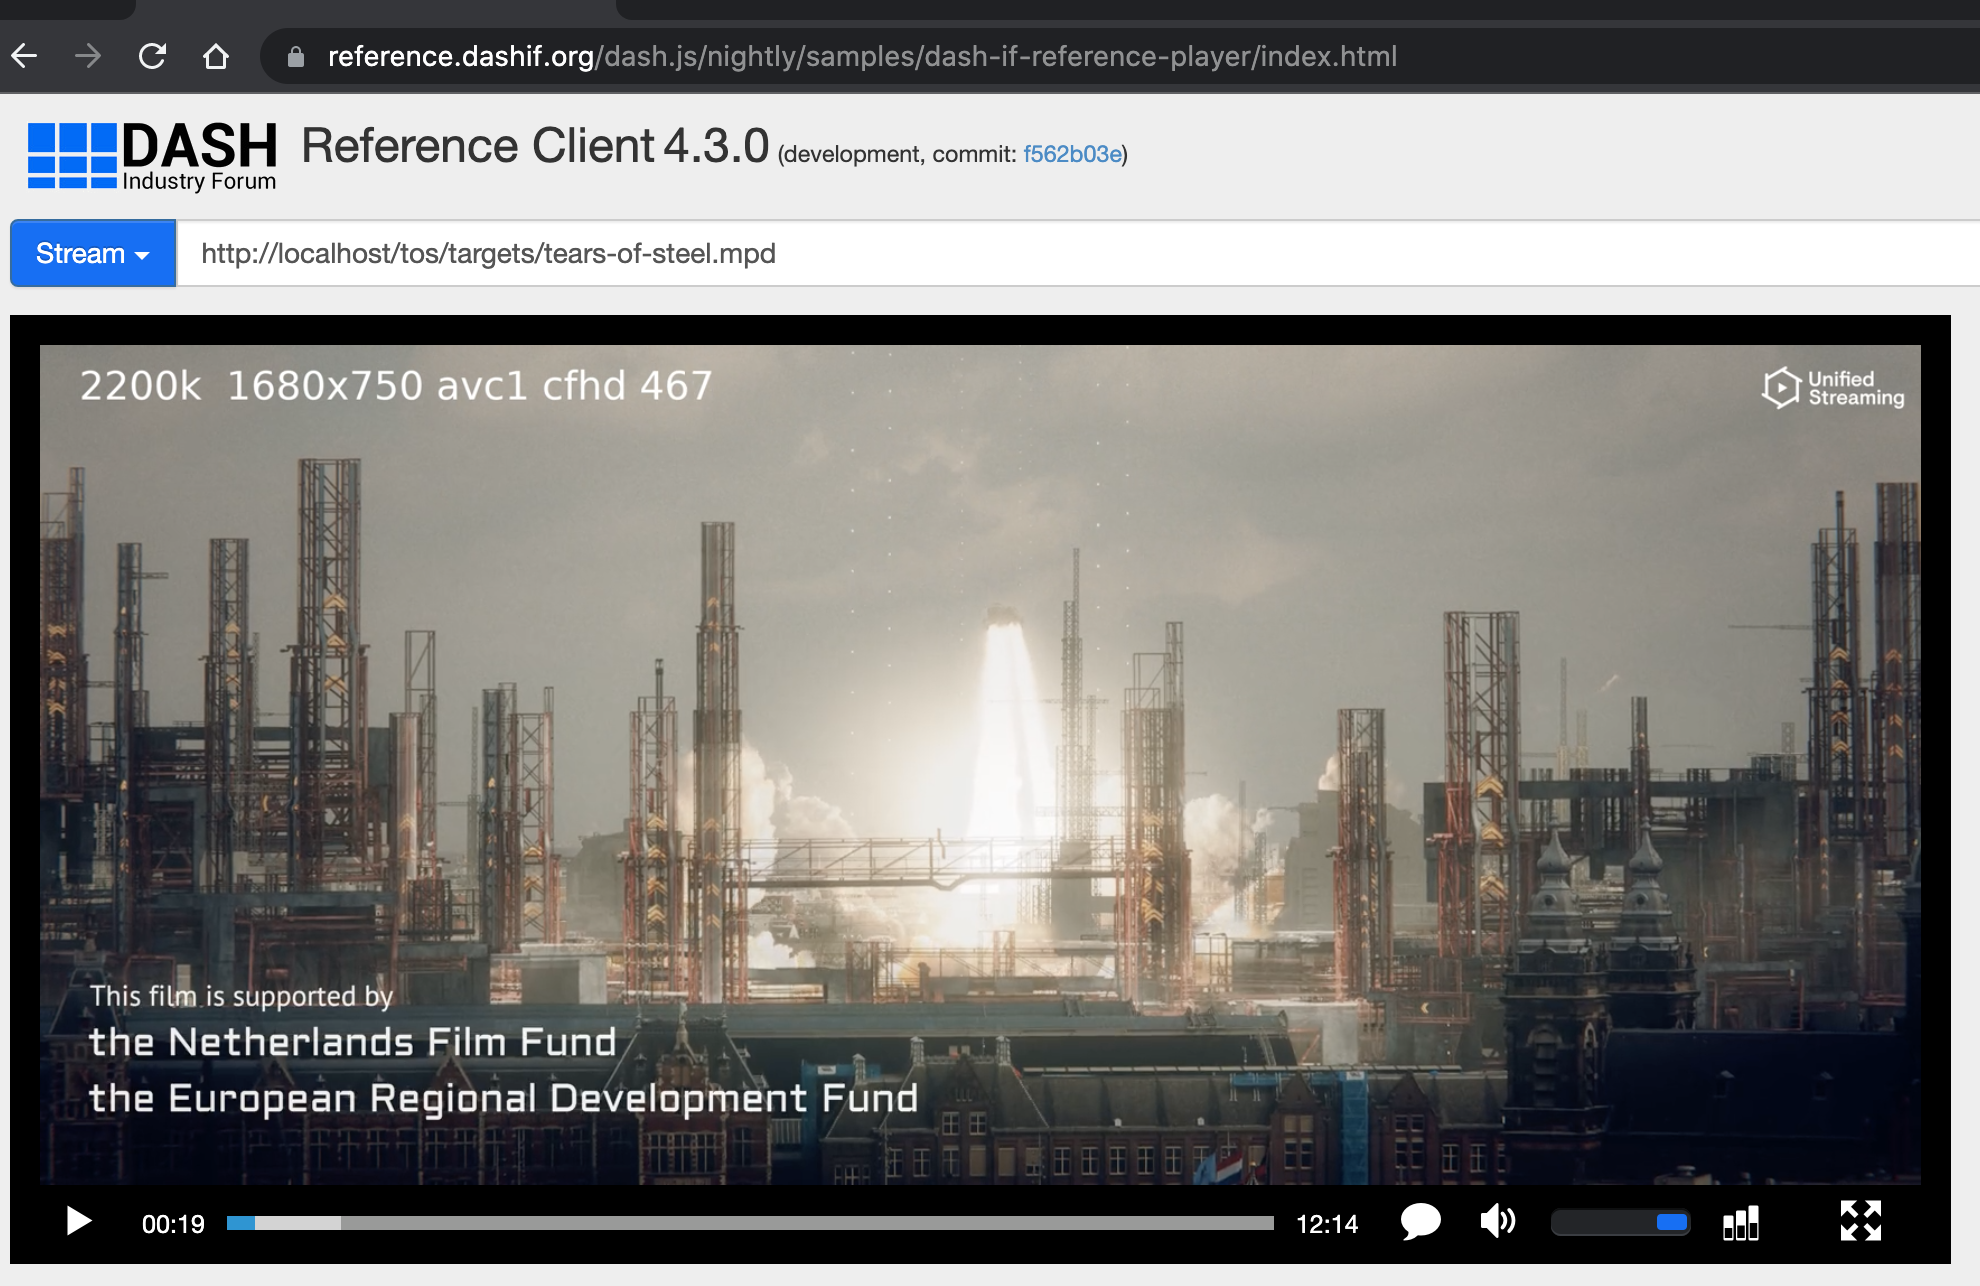 reference.dashif.org/dash.js/nightly/samples/dash-if-reference-player/index.html
DASH
Industry Forum
Reference Client 4.3.0 (development, commit: f562b03e)
Stream
http://localhost/tos/targets/tears-of-steel.mpd
2200k 1680x750 avc1 cfhd 467
Unified
Streaming
This film is supported by
the Netherlands Film Fund
the European Regional Development Fund
00:19
12:14